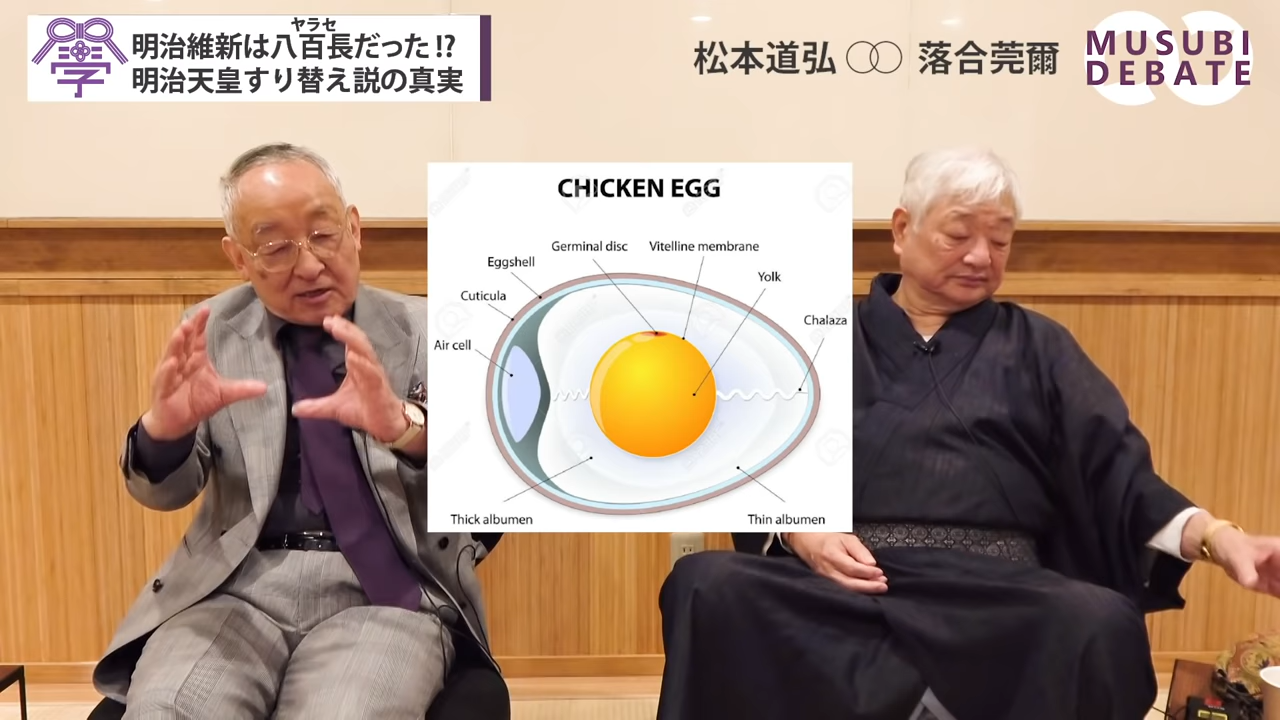 ヤラセ
明治維新は八百長だった!?
明治天皇すり替え説の真実
学
松本道弘 落合莞爾
MUSUBI
DEBATE
CHICKEN EGG
Germinal disc
Vitelline membrane
Eggshell
Yolk
Cuticula
Chalaza
Air cell
Thick albumen
Thin albumen